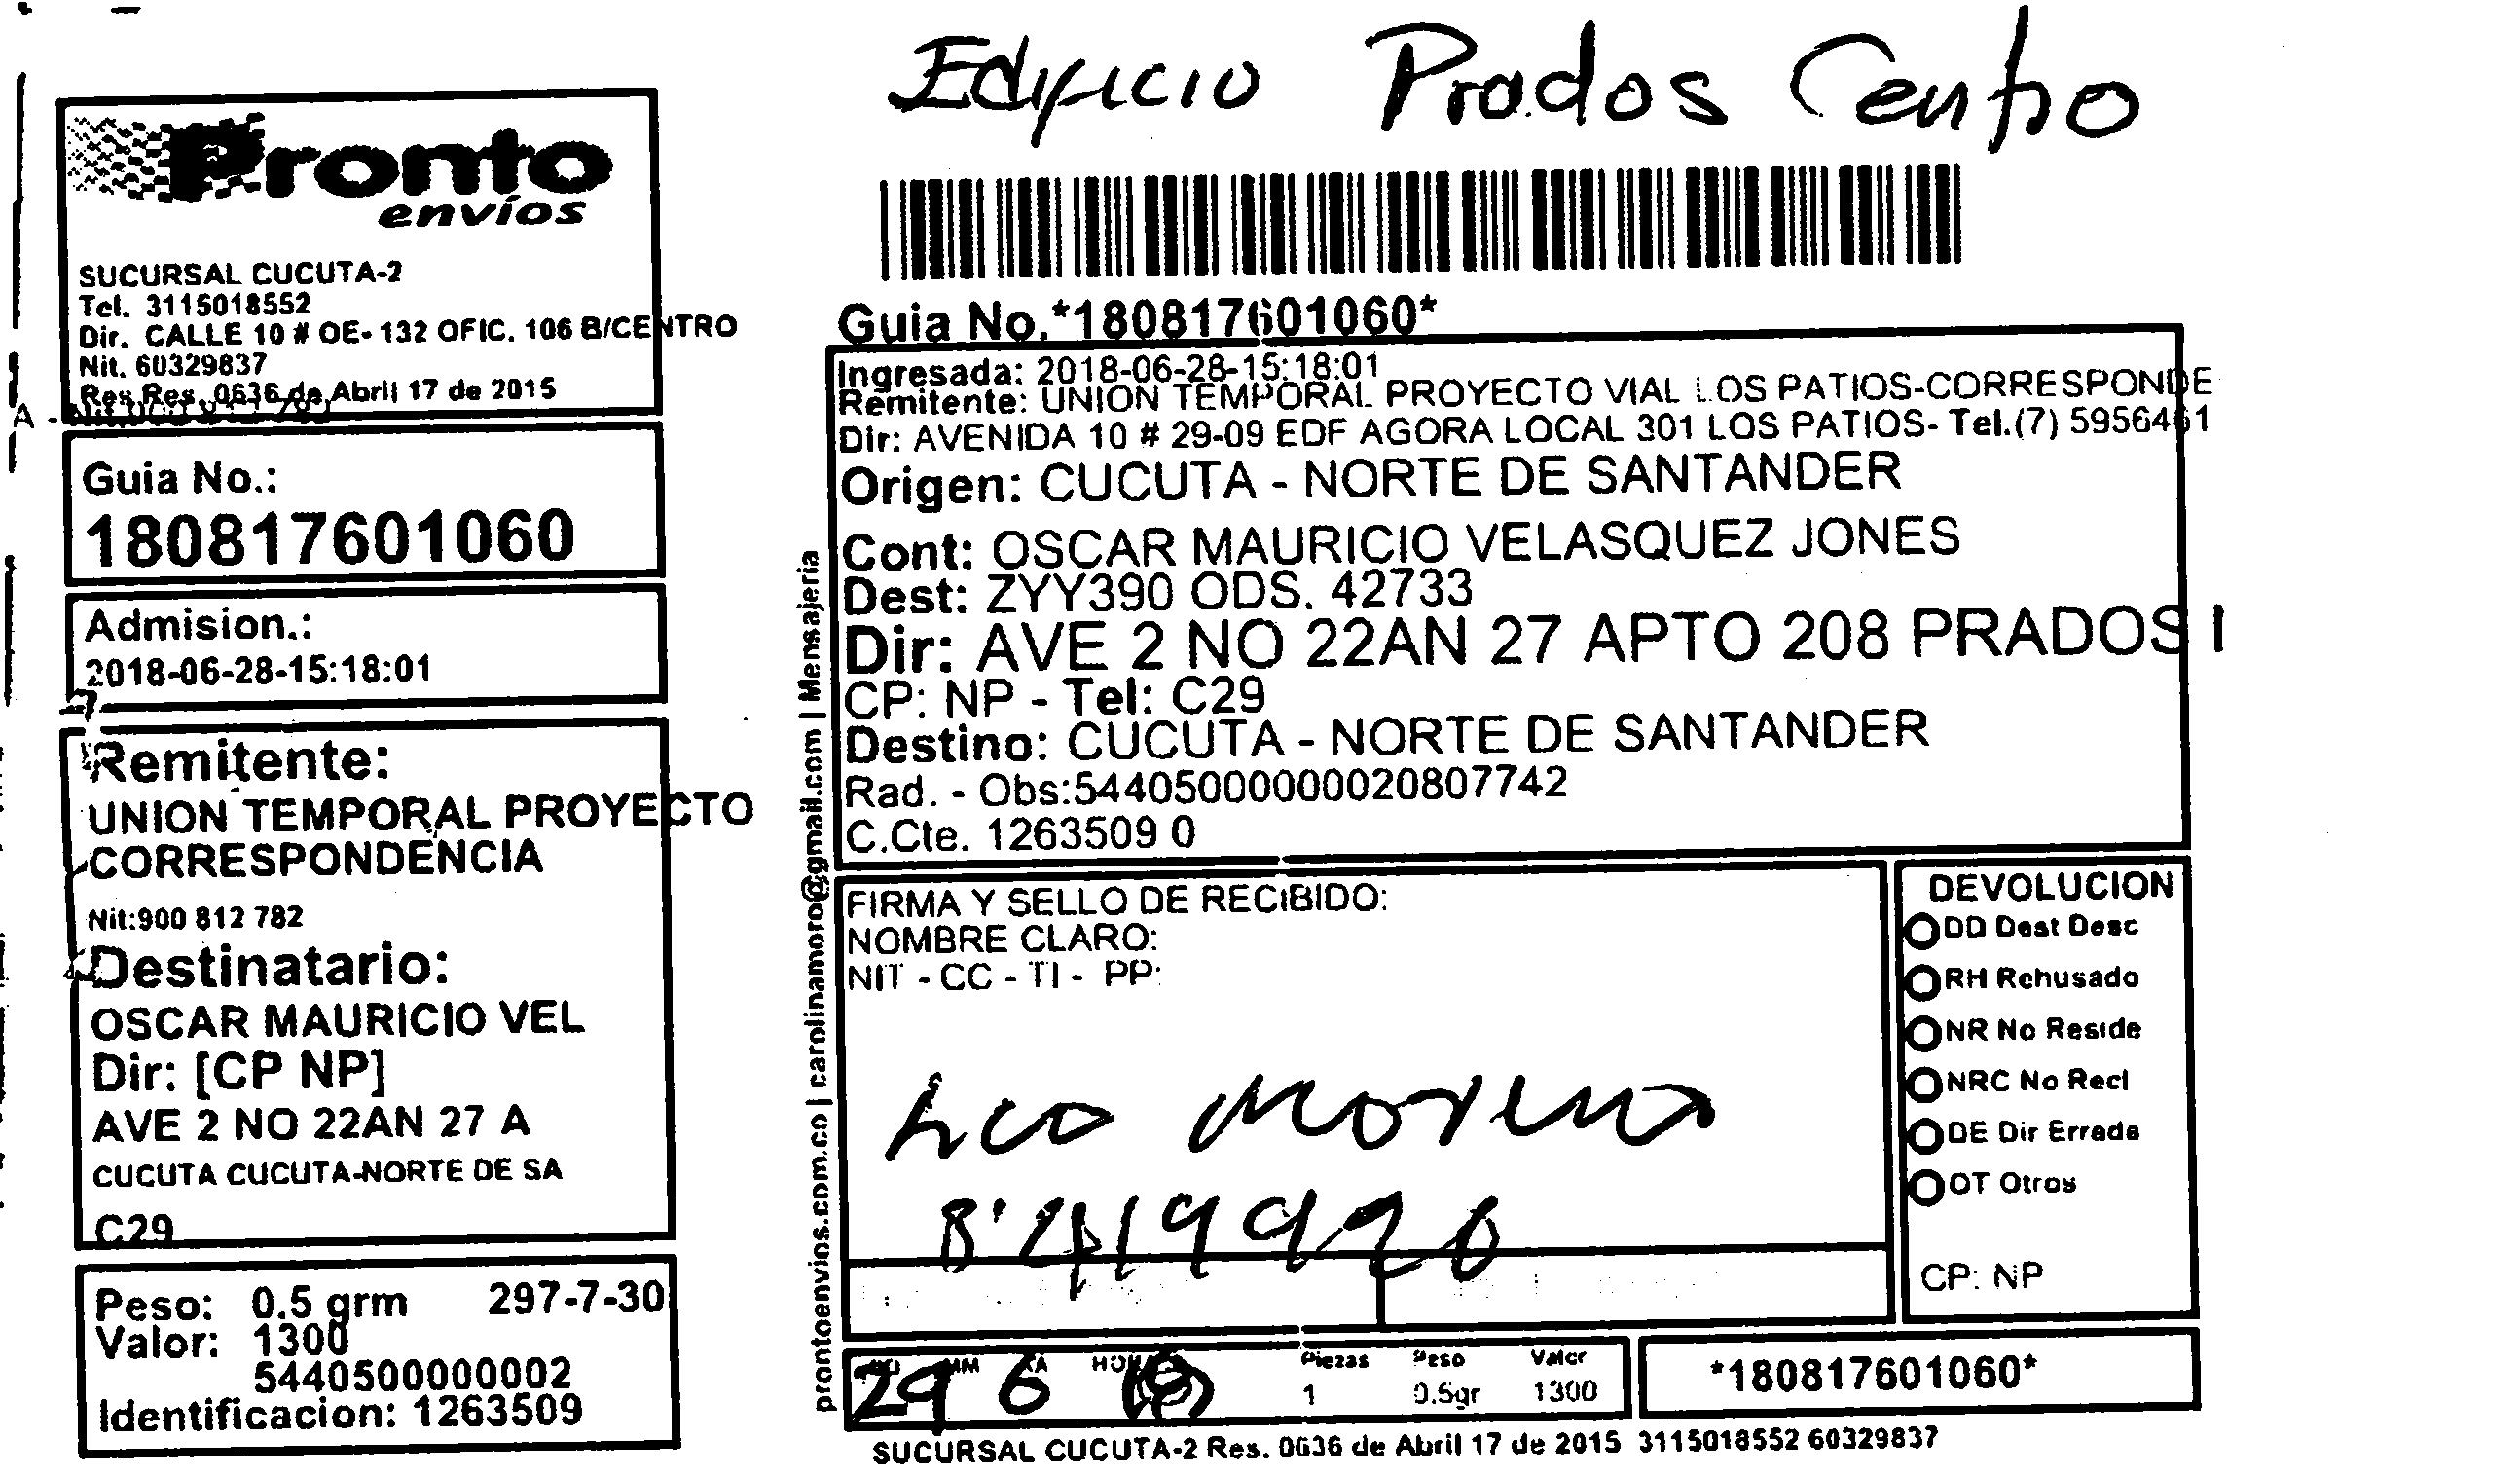 Edificio Prados Centro
Pronto
envíos
SUCURSAL CUCUTA-2
Tel. 3115018552
Dir. CALLE 10 # OE- 132 OFIC. 106 B/CENTRO
Nit. 60329837
Res.Res. 0636 de Abril 17 de 2015
Guia No.:
180817601060
Admision.:
2018-06-28-15:18:01
Remitente:
UNION TEMPORAL PROYECTO
CORRESPONDENCIA
Nit:900 812 782
Destinatario:
OSCAR MAURICIO VEL
Dir: [CP NP]
AVE 2 NO 22AN 27 A
CUCUTA CUCUTA-NORTE DE SA
C29
Peso: 0.5 grm 297-7-30
Valor: 1300
5440500000002
Identificacion: 1263509
Guia No.*180817601060*
Ingresada: 2018-06-28-15:18:01
Remitente: UNION TEMPORAL PROYECTO VIAL LOS PATIOS-CORRESPONDE
Dir: AVENIDA 10 # 29-09 EDF AGORA LOCAL 301 LOS PATIOS- Tel.(7) 5956461
Origen: CUCUTA - NORTE DE SANTANDER
Cont: OSCAR MAURICIO VELASQUEZ JONES
Dest: ZYY390 ODS. 42733
Dir: AVE 2 NO 22AN 27 APTO 208 PRADOS I
CP: NP - Tel: C29
Destino: CUCUTA - NORTE DE SANTANDER
Rad. - Obs:544050000000020807742
C.Cte. 1263509 0
prontoenvios.com.co | carolinamoro@gmail.com | Mensajeria
FIRMA Y SELLO DE RECIBIDO:
NOMBRE CLARO:
NIT - CC - TI - PP:
Moreno
DEVOLUCION
DD Dest Desc
RH Rehusado
NR No Reside
NRC No Recl
DE Dir Errada
OT Otros
CP: NP
MM
29 6
Piezas Peso Valor
1 0.5gr 1300
*180817601060*
SUCURSAL CUCUTA-2 Res. 0636 de Abril 17 de 2015 3115018552 60329837